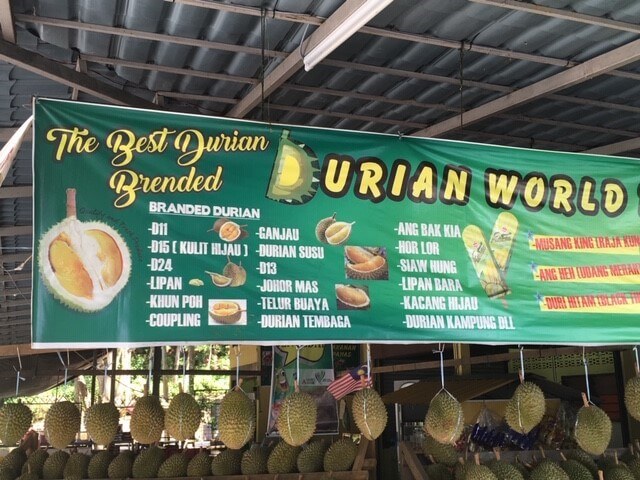 The Best Durian
Brended
DURIAN WORLD
BRANDED DURIAN
-D11
-D15 ( KULIT HIJAU )
-D24
-LIPAN
-KHUN POH
-COUPLING
-GANJAU
-DURIAN SUSU
-D13
-JOHOR MAS
-TELUR BUAYA
-DURIAN TEMBAGA
-ANG BAK KIA
-HOR LOR
-SIAW HUNG
-LIPAN BARA
-KACANG HIJAU
-DURIAN KAMPUNG DLL
-MUSANG KING (RAJA KUN
-ANG HEH (UDANG MERAH
-DURI HITAM (BLACK T